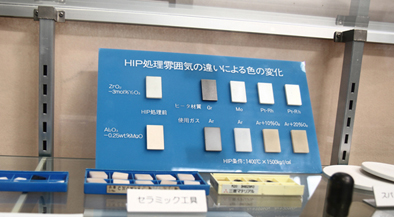 HIP処理雰囲気の違いによる色の変化
ZrO₂
-3mol%Y₂O₃
HIP処理前
ヒータ材質 Gr Mo Pt-Rh Pt-Rh
使用ガス Ar Ar Ar+10%O₂ Ar+20%O₂
Al₂O₃
-0.25wt%MgO
HIP条件:1400℃×1500kg/cm²
セラミック工具